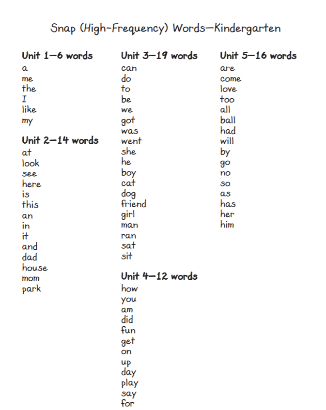 Snap (High-Frequency) Words—Kindergarten
Unit 1—6 words
a
me
the
I
like
my
Unit 2—14 words
at
look
see
here
is
this
an
in
it
and
dad
house
mom
park
Unit 3—19 words
can
do
to
be
we
got
was
went
she
he
boy
cat
dog
friend
girl
man
ran
sat
sit
Unit 4—12 words
how
you
am
did
fun
get
on
up
day
play
say
for
Unit 5—16 words
are
come
love
too
all
ball
had
will
by
go
no
so
as
has
her
him